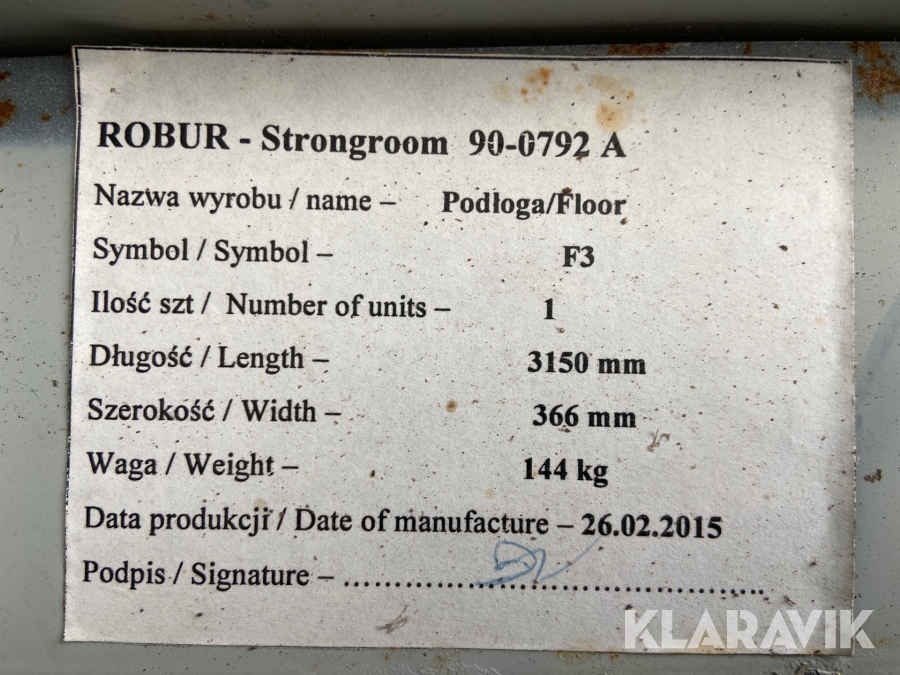 ROBUR - Strongroom 90-0792 A
Nazwa wyrobu / name – Podłoga/Floor
Symbol / Symbol – F3
Ilość szt / Number of units – 1
Długość / Length – 3150 mm
Szerokość / Width – 366 mm
Waga / Weight – 144 kg
Data produkcji / Date of manufacture – 26.02.2015
Podpis / Signature – ....................................................
KLARAVIK